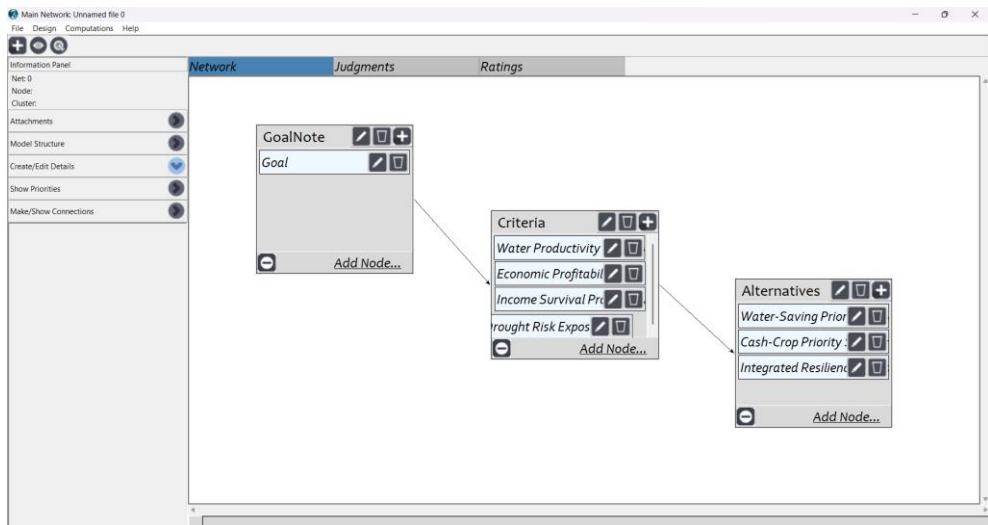 Main Network: Unnamed file 0
File Design Computations Help
Information Panel
Net: 0
Node:
Cluster:
Attachments
Model Structure
Create/Edit Details
Show Priorities
Make/Show Connections
Network Judgments Ratings
GoalNote
Goal
Add Node...
Criteria
Water Productivity
Economic Profitabil
Income Survival Pr
rought Risk Expos
Add Node...
Alternatives
Water-Saving Prior
Cash-Crop Priority
Integrated Resilien
Add Node...